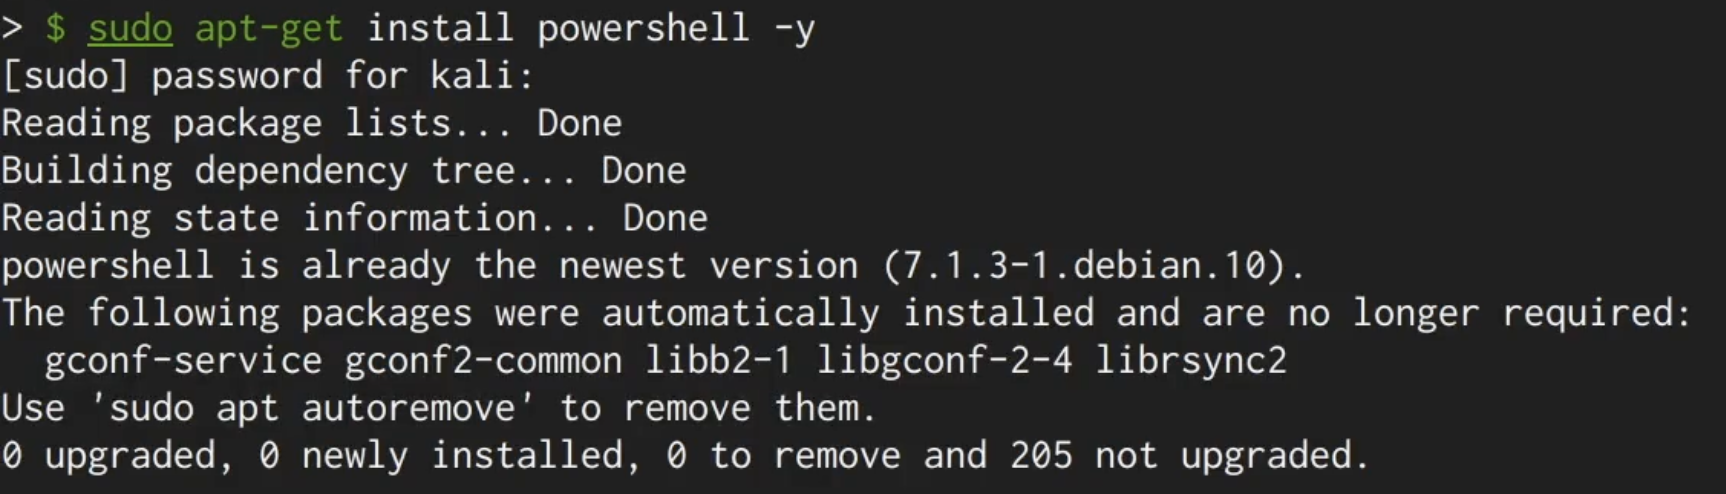 > $ sudo apt-get install powershell -y
[sudo] password for kali:
Reading package lists... Done
Building dependency tree... Done
Reading state information... Done
powershell is already the newest version (7.1.3-1.debian.10).
The following packages were automatically installed and are no longer required:
  gconf-service gconf2-common libb2-1 libgconf-2-4 librsync2
Use 'sudo apt autoremove' to remove them.
0 upgraded, 0 newly installed, 0 to remove and 205 not upgraded.